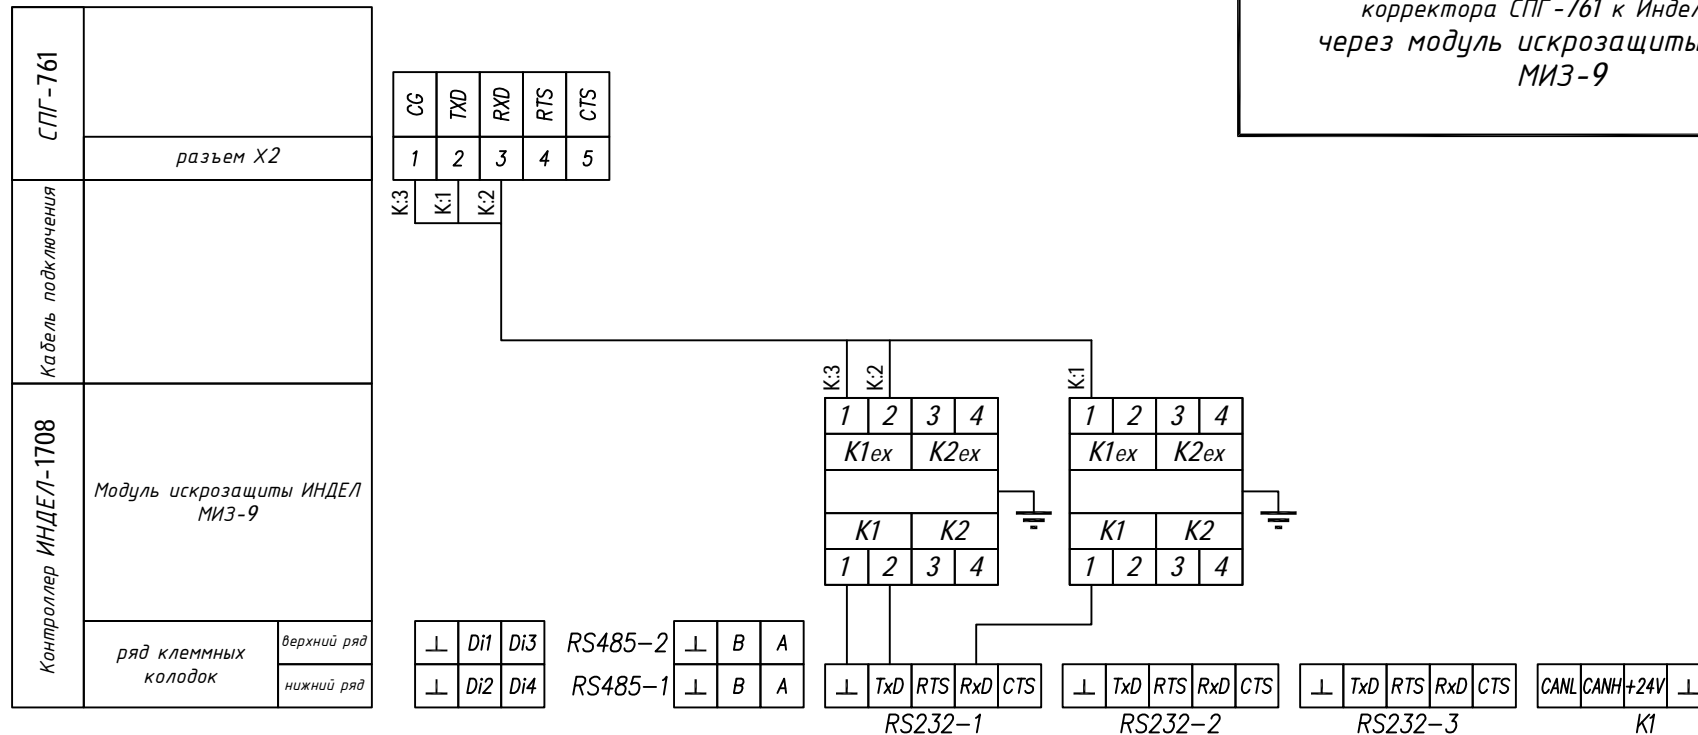 корректора СПГ-761 к Индел
через модуль искрозащиты
МИЗ-9
СПГ-761
разъем X2
CG TXD RXD RTS CTS
1 2 3 4 5
К:3 К:1 К:2
Кабель подключения
К:3 К:2 К:1
Контроллер ИНДЕЛ-1708
Модуль искрозащиты ИНДЕЛ
МИЗ-9
1 2 3 4
K1ex K2ex
K1 K2
1 2 3 4
1 2 3 4
K1ex K2ex
K1 K2
1 2 3 4
ряд клеммных
колодок
верхний ряд
нижний ряд
⊥ Di1 Di3
⊥ Di2 Di4
RS485-2 ⊥ B A
RS485-1 ⊥ B A
⊥ TxD RTS RxD CTS
RS232-1
⊥ TxD RTS RxD CTS
RS232-2
⊥ TxD RTS RxD CTS
RS232-3
CANL CANH +24V ⊥
K1